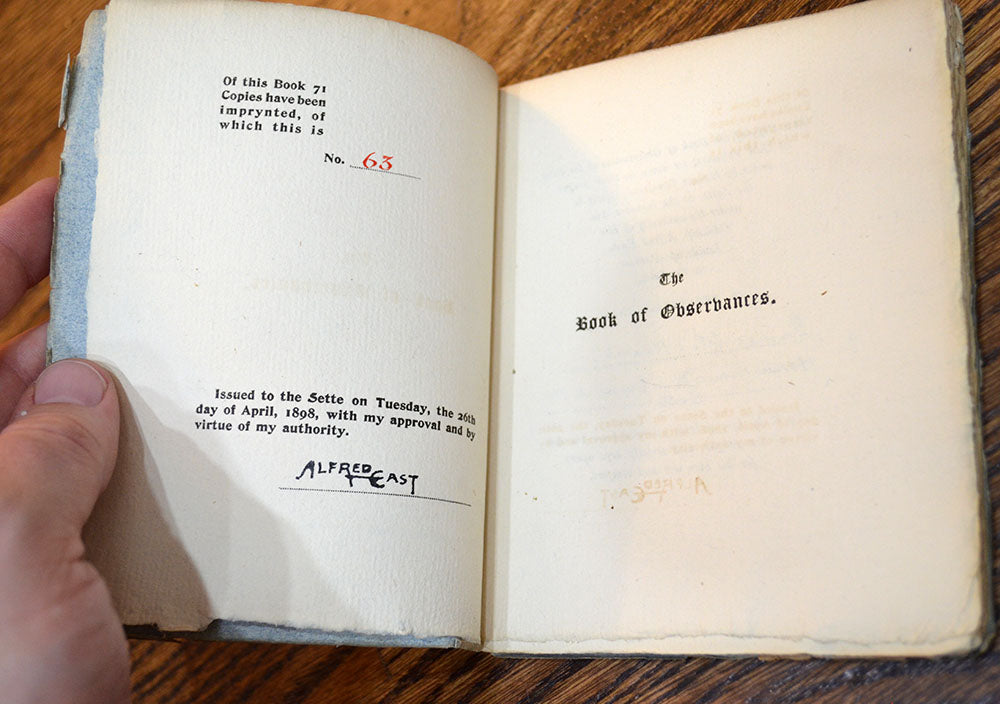 Of this Book 71
Copies have been
imprynted, of
which this is
No. 63
Issued to the Sette on Tuesday, the 26th
day of April, 1898, with my approval and by
virtue of my authority.
ALFRED EAST
The
Book of Observances.